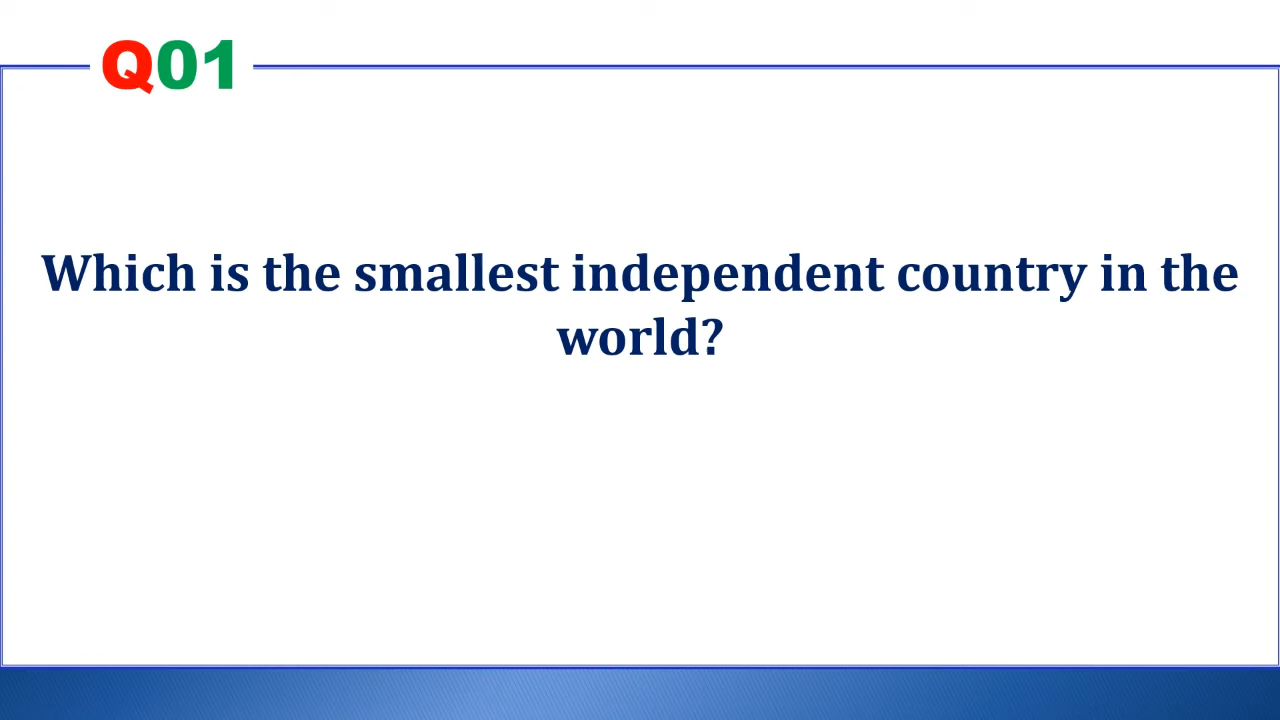 Q01
Which is the smallest independent country in the
world?